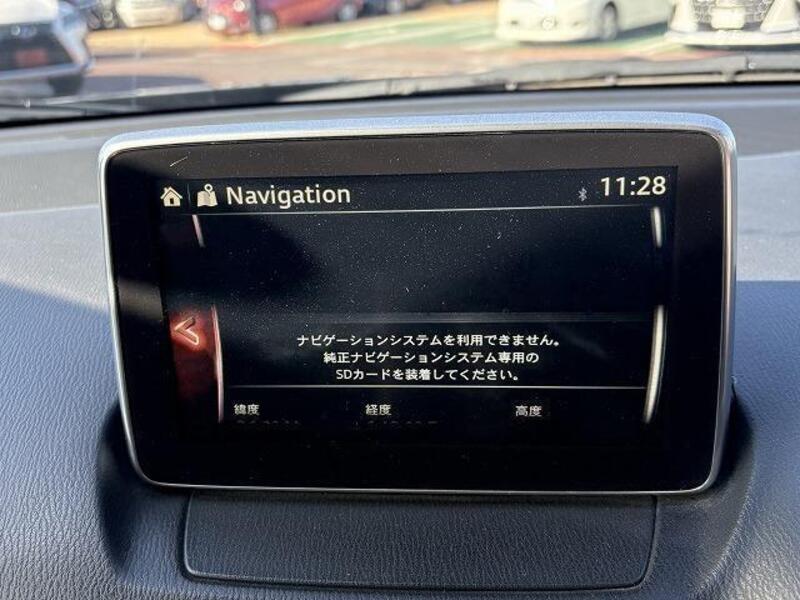 Navigation 11:28
ナビゲーションシステムを利用できません。
純正ナビゲーションシステム専用の
SDカードを装着してください。
緯度 経度 高度